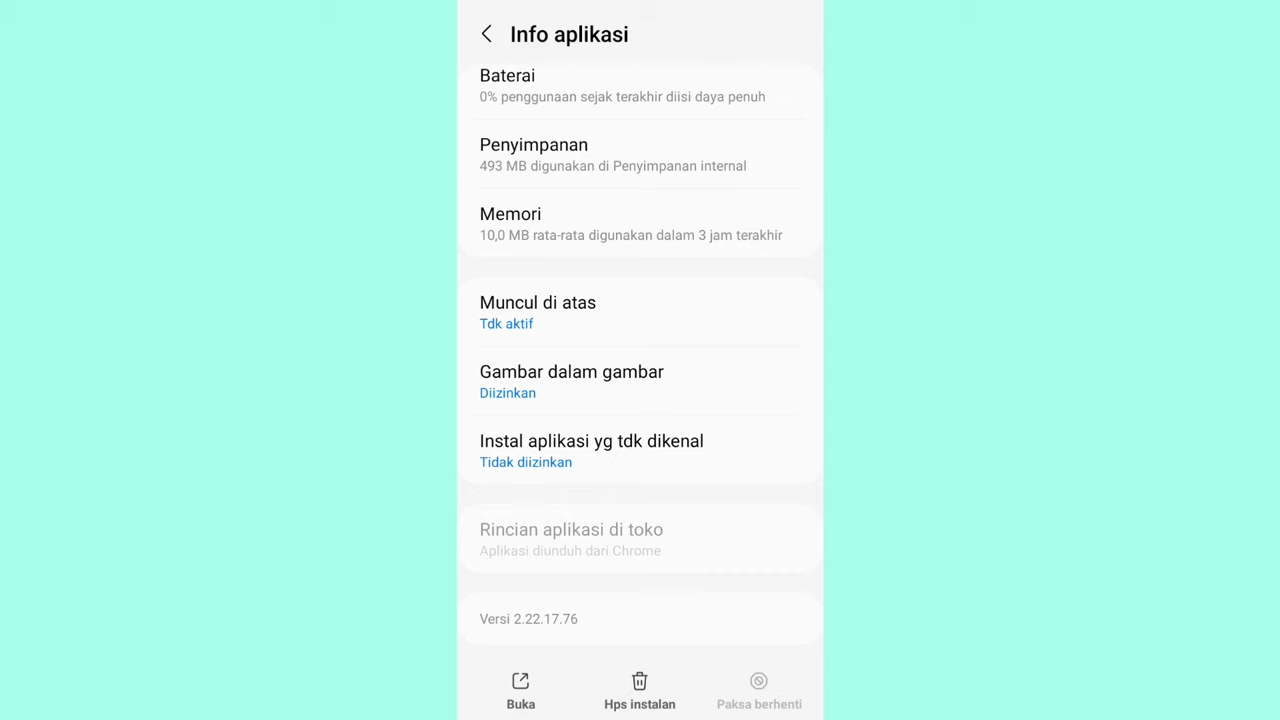 Info aplikasi
Baterai
0% penggunaan sejak terakhir diisi daya penuh
Penyimpanan
493 MB digunakan di Penyimpanan internal
Memori
10,0 MB rata-rata digunakan dalam 3 jam terakhir
Muncul di atas
Tdk aktif
Gambar dalam gambar
Diizinkan
Instal aplikasi yg tdk dikenal
Tidak diizinkan
Rincian aplikasi di toko
Aplikasi diunduh dari Chrome
Versi 2.22.17.76
Buka
Hps instalan
Paksa berhenti